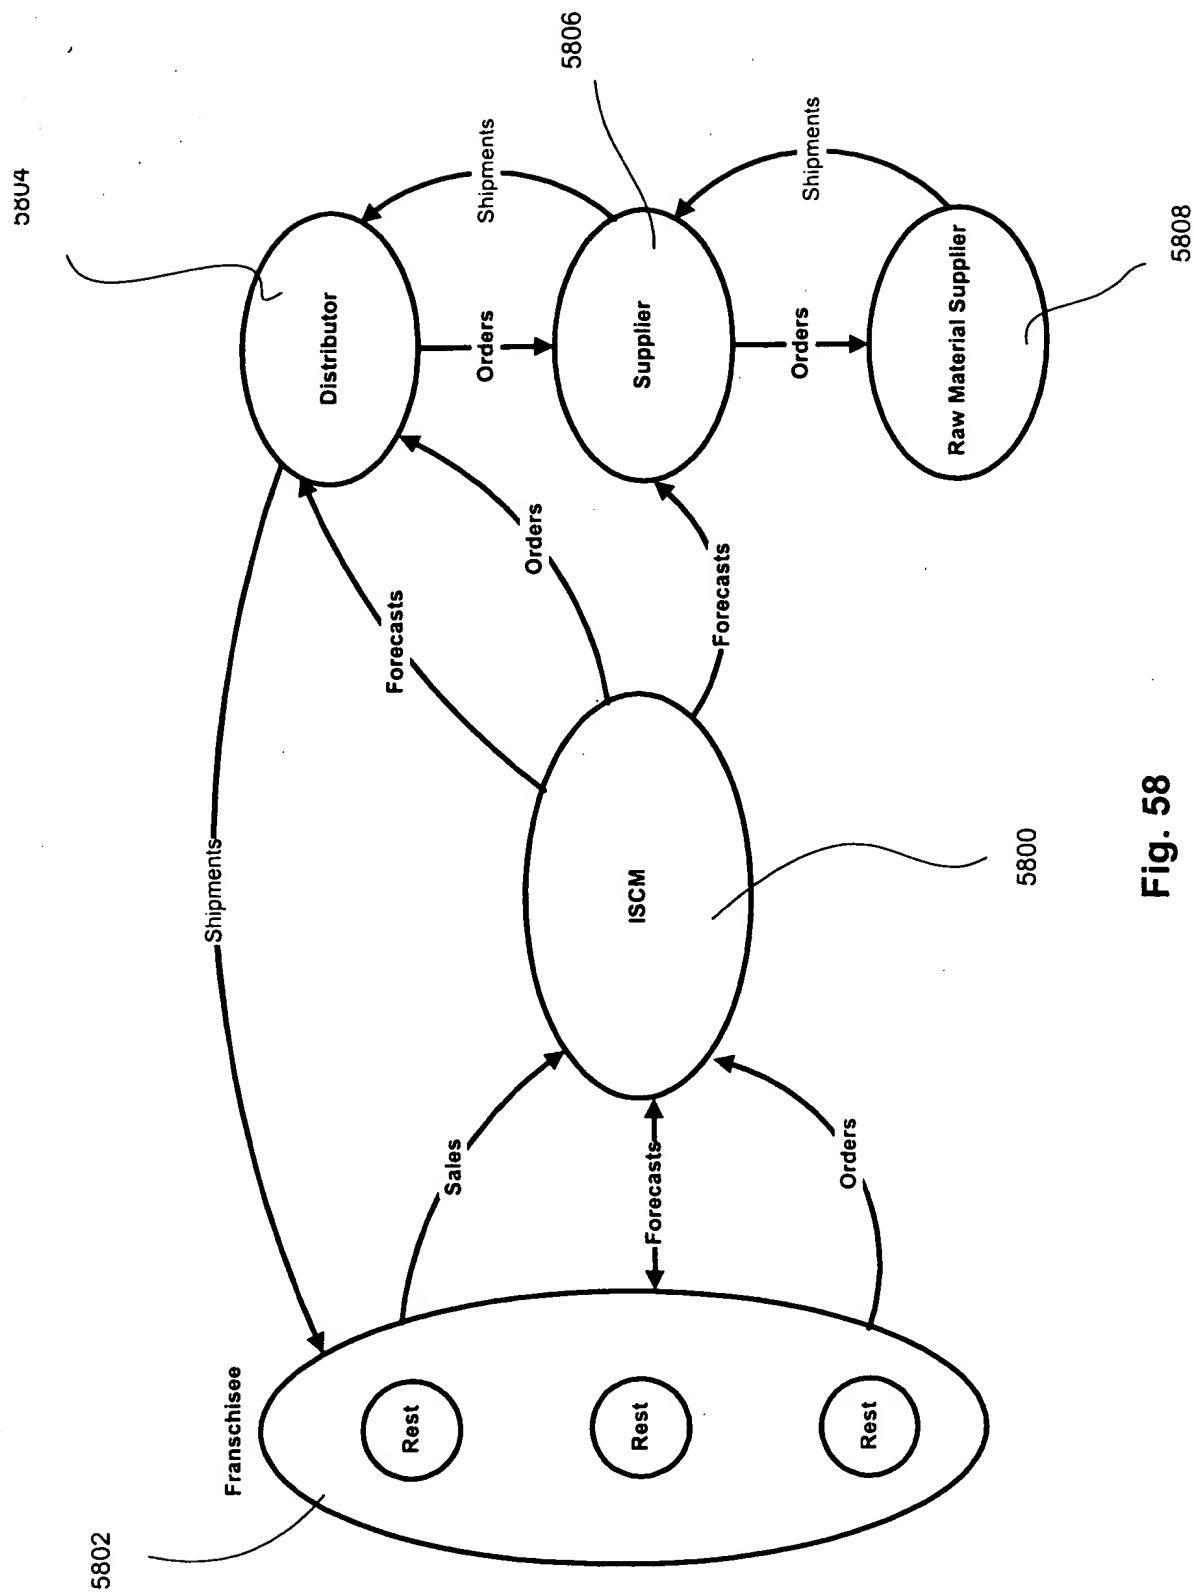 5804
5802
Shipments
Franschisee
Distributor
Forecasts
Rest
Sales
Orders
Shipments
Orders
5806
Rest
Forecasts
ISCM
Supplier
Forecasts
Orders
Shipments
Rest
Orders
Raw Material Supplier
5800
5808
Fig. 58